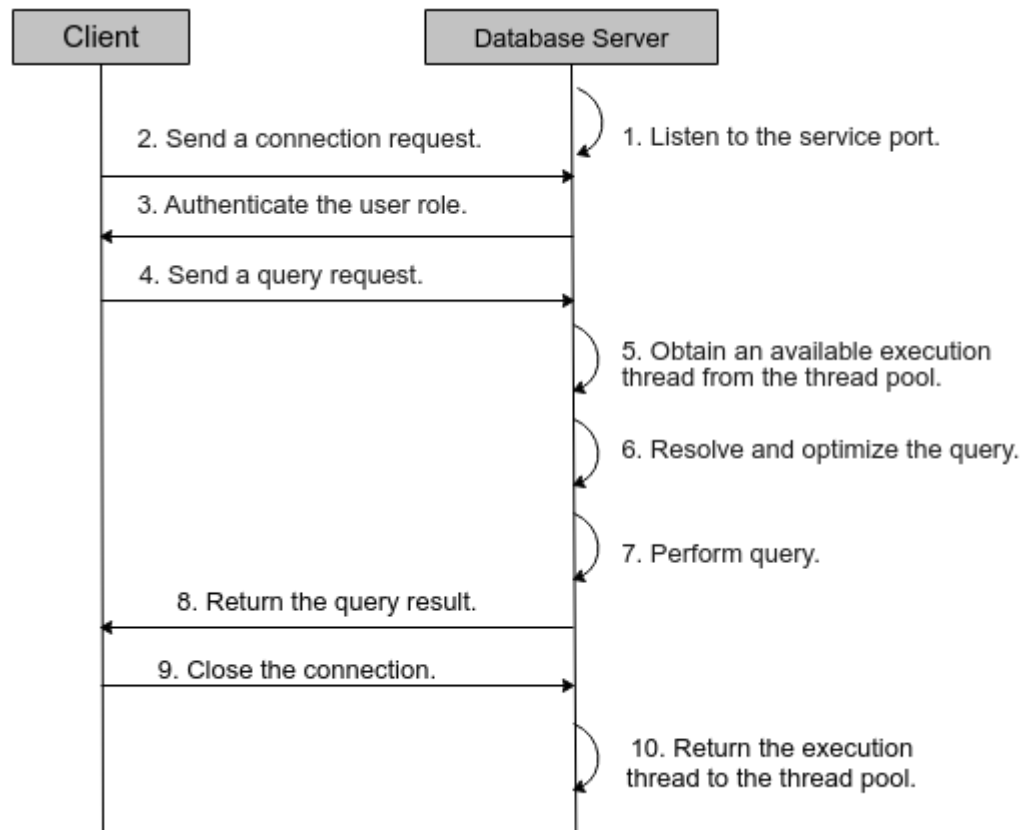 Client
Database Server
1. Listen to the service port.
2. Send a connection request.
3. Authenticate the user role.
4. Send a query request.
5. Obtain an available execution
thread from the thread pool.
6. Resolve and optimize the query.
7. Perform query.
8. Return the query result.
9. Close the connection.
10. Return the execution
thread to the thread pool.